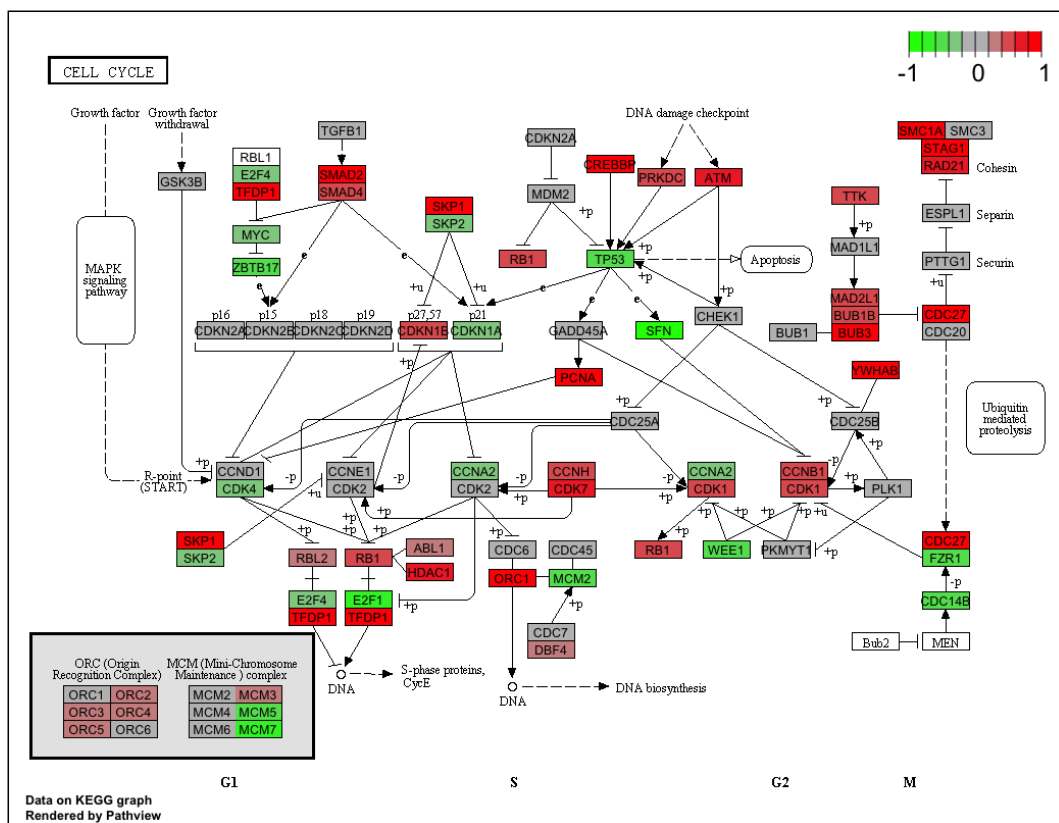 -1 0 1
CELL CYCLE
Growth factor
Growth factor
withdrawal
TGFB1
CDKN2A
DNA damage checkpoint
SMC1A SMC3
STAG1
RAD21
Cohesin
RBL1
E2F4
TFDP1
GSK3B
SMAD2
SMAD4
CREBBP
PRKDC
ATM
MDM2
TTK
SKP1
SKP2
+p
+p
ESPL1
Separin
MYC
RB1
TP53
+p
+p
Apoptosis
MAD1L1
ZBTB17
e
e
e
MAPK
signaling
pathway
PTTG1
Securin
+u
+u
e
e
e
+p
+u
MAD2L1
BUB1B
BUB3
BUB1
CDC27
CDC20
p16 p15 p18 p19
CDKN2A CDKN2B CDKN2C CDKN2D
p27,57 p21
CDKN1B CDKN1A
GADD45A
SFN
CHEK1
+p
PCNA
YWHAB
+p
+p
CDC25A
CDC25B
Ubiquitin
mediated
proteolysis
R-point
(START)
+p
CCND1
CDK4
-p
CCNE1
CDK2
-p
CCNA2
CDK2
-p
+p
CCNH
CDK7
+p
-p
CCNA2
CDK1
CCNB1
CDK1
-p
+p
+p
PLK1
+u
+p
+p
+p
+p
+p
+p
+p
+p
+u
+p
SKP1
SKP2
RBL2
RB1
ABL1
HDAC1
CDC6
CDC45
RB1
WEE1
PKMYT1
+p
CDC27
FZR1
ORC1
MCM2
-p
E2F4
TFDP1
E2F1
TFDP1
+p
+p
CDC14B
CDC7
DBF4
Bub2
MEN
DNA
S-phase proteins,
CycE
DNA
DNA biosynthesis
ORC (Origin
Recognition Complex)
MCM (Mini-Chromosome
Maintenance ) complex
ORC1 ORC2 MCM2 MCM3
ORC3 ORC4 MCM4 MCM5
ORC5 ORC6 MCM6 MCM7
G1 S G2 M
Data on KEGG graph
Rendered by Pathview